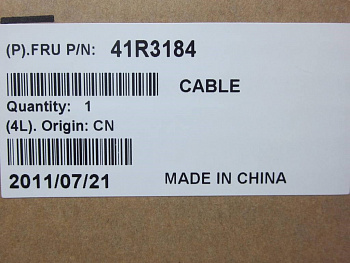 (P).FRU P/N: 41R3184
CABLE
Quantity: 1
(4L). Origin: CN
2011/07/21 MADE IN CHINA